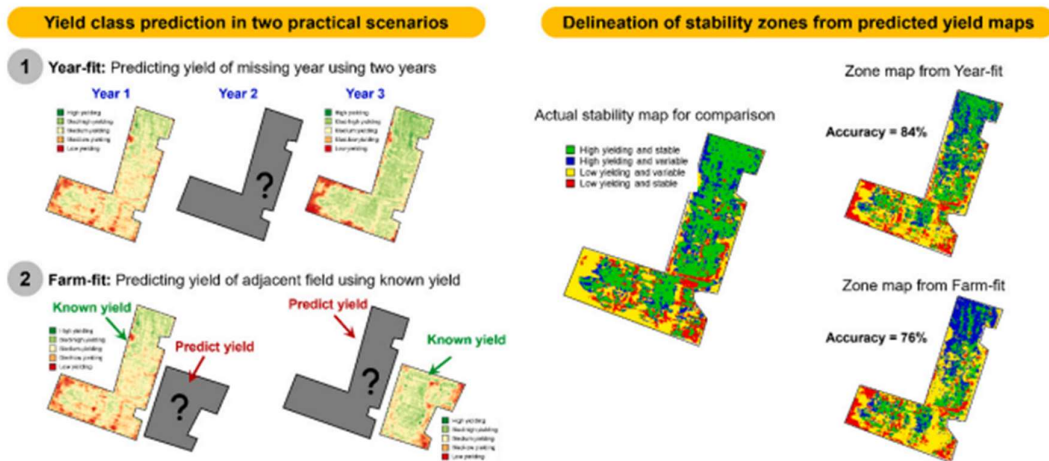 Yield class prediction in two practical scenarios
1 Year-fit: Predicting yield of missing year using two years
Year 1
Year 2
Year 3
High yielding
yielding
Low yielding
?
High yielding
yielding
Low yielding
2 Farm-fit: Predicting yield of adjacent field using known yield
Known yield
Predict yield
High yielding
yielding
Low yielding
?
Predict yield
Known yield
?
High yielding
yielding
Low yielding
Delineation of stability zones from predicted yield maps
Actual stability map for comparison
High yielding and stable
High yielding and variable
Low yielding and variable
Low yielding and stable
Zone map from Year-fit
Accuracy = 84%
Zone map from Farm-fit
Accuracy = 76%